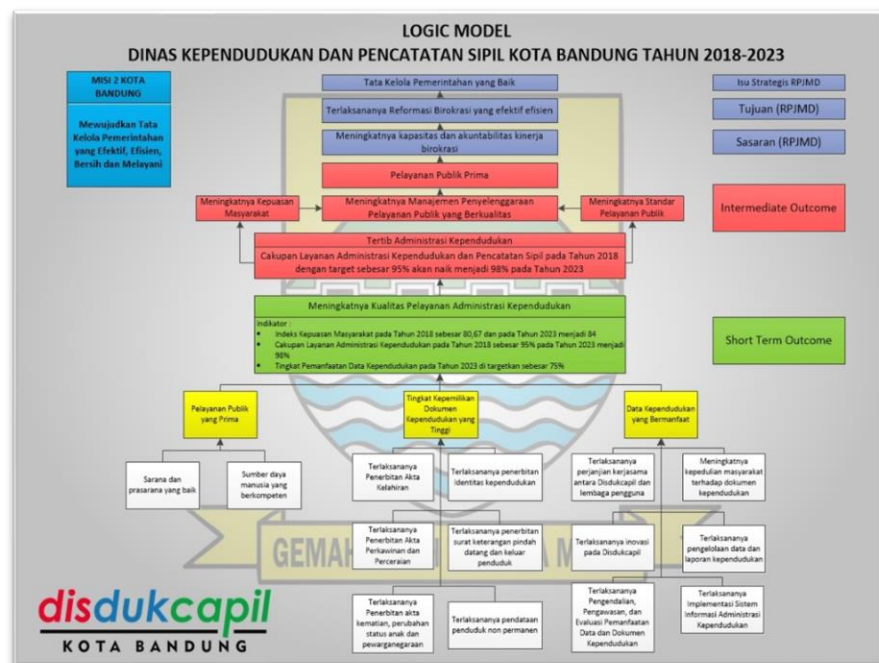 LOGIC MODEL
DINAS KEPENDUDUKAN DAN PENCATATAN SIPIL KOTA BANDUNG TAHUN 2018-2023
MISI 2 KOTA
BANDUNG
Mewujudkan Tata
Kelola Pemerintahan
yang Efektif, Efisien,
Bersih dan Melayani
Tata Kelola Pemerintahan yang Baik
Terlaksananya Reformasi Birokrasi yang efektif efisien
Meningkatnya kapasitas dan akuntabilitas kinerja
birokrasi
Isu Strategis RPJMD
Tujuan (RPJMD)
Sasaran (RPJMD)
Pelayanan Publik Prima
Meningkatnya Kepuasan
Masyarakat
Meningkatnya Manajemen Penyelenggaraan
Pelayanan Publik yang Berkualitas
Meningkatnya Standar
Pelayanan Publik
Intermediate Outcome
Tertib Administrasi Kependudukan
Cakupan Layanan Administrasi Kependudukan dan Pencatatan Sipil pada Tahun 2018
dengan target sebesar 95% akan naik menjadi 98% pada Tahun 2023
Meningkatnya Kualitas Pelayanan Administrasi Kependudukan
Indikator :
• Indeks Kepuasan Masyarakat pada Tahun 2018 sebesar 80,67 dan pada Tahun 2023 menjadi 84
• Cakupan Layanan Administrasi Kependudukan pada Tahun 2018 sebesar 95% pada Tahun 2023 menjadi
98%
• Tingkat Pemanfaatan Data Kependudukan pada Tahun 2023 di targetkan sebesar 75%
Short Term Outcome
Pelayanan Publik
yang Prima
Tingkat Kepemilikan
Dokumen
Kependudukan yang
Tinggi
Data Kependudukan
yang Bermanfaat
Sarana dan
prasarana yang baik
Sumber daya
manusia yang
berkompeten
Terlaksananya
Penerbitan Akta
Kelahiran
Terlaksananya penerbitan
Identitas kependudukan
Terlaksananya
perjanjian kerjasama
antara Disdukcapil dan
lembaga pengguna
Meningkatnya
kepedulian masyarakat
terhadap dokumen
kependudukan
Terlaksananya
Penerbitan Akta
Perkawinan dan
Perceraian
Terlaksananya penerbitan
surat keterangan pindah
datang dan keluar
penduduk
Terlaksananya inovasi
pada Disdukcapil
Terlaksananya
pengelolaan data dan
laporan kependudukan
Terlaksananya
Penerbitan akta
kematian, perubahan
status anak dan
pewarganegaraan
Terlaksananya pendataan
penduduk non permanen
Terlaksananya
Pengendalian,
Pengawasan, dan
Evaluasi Pemanfaatan
Data dan Dokumen
Kependudukan
Terlaksananya
Implementasi Sistem
Informasi Administrasi
Kependudukan
GEMAH
disdukcapil
KOTA BANDUNG